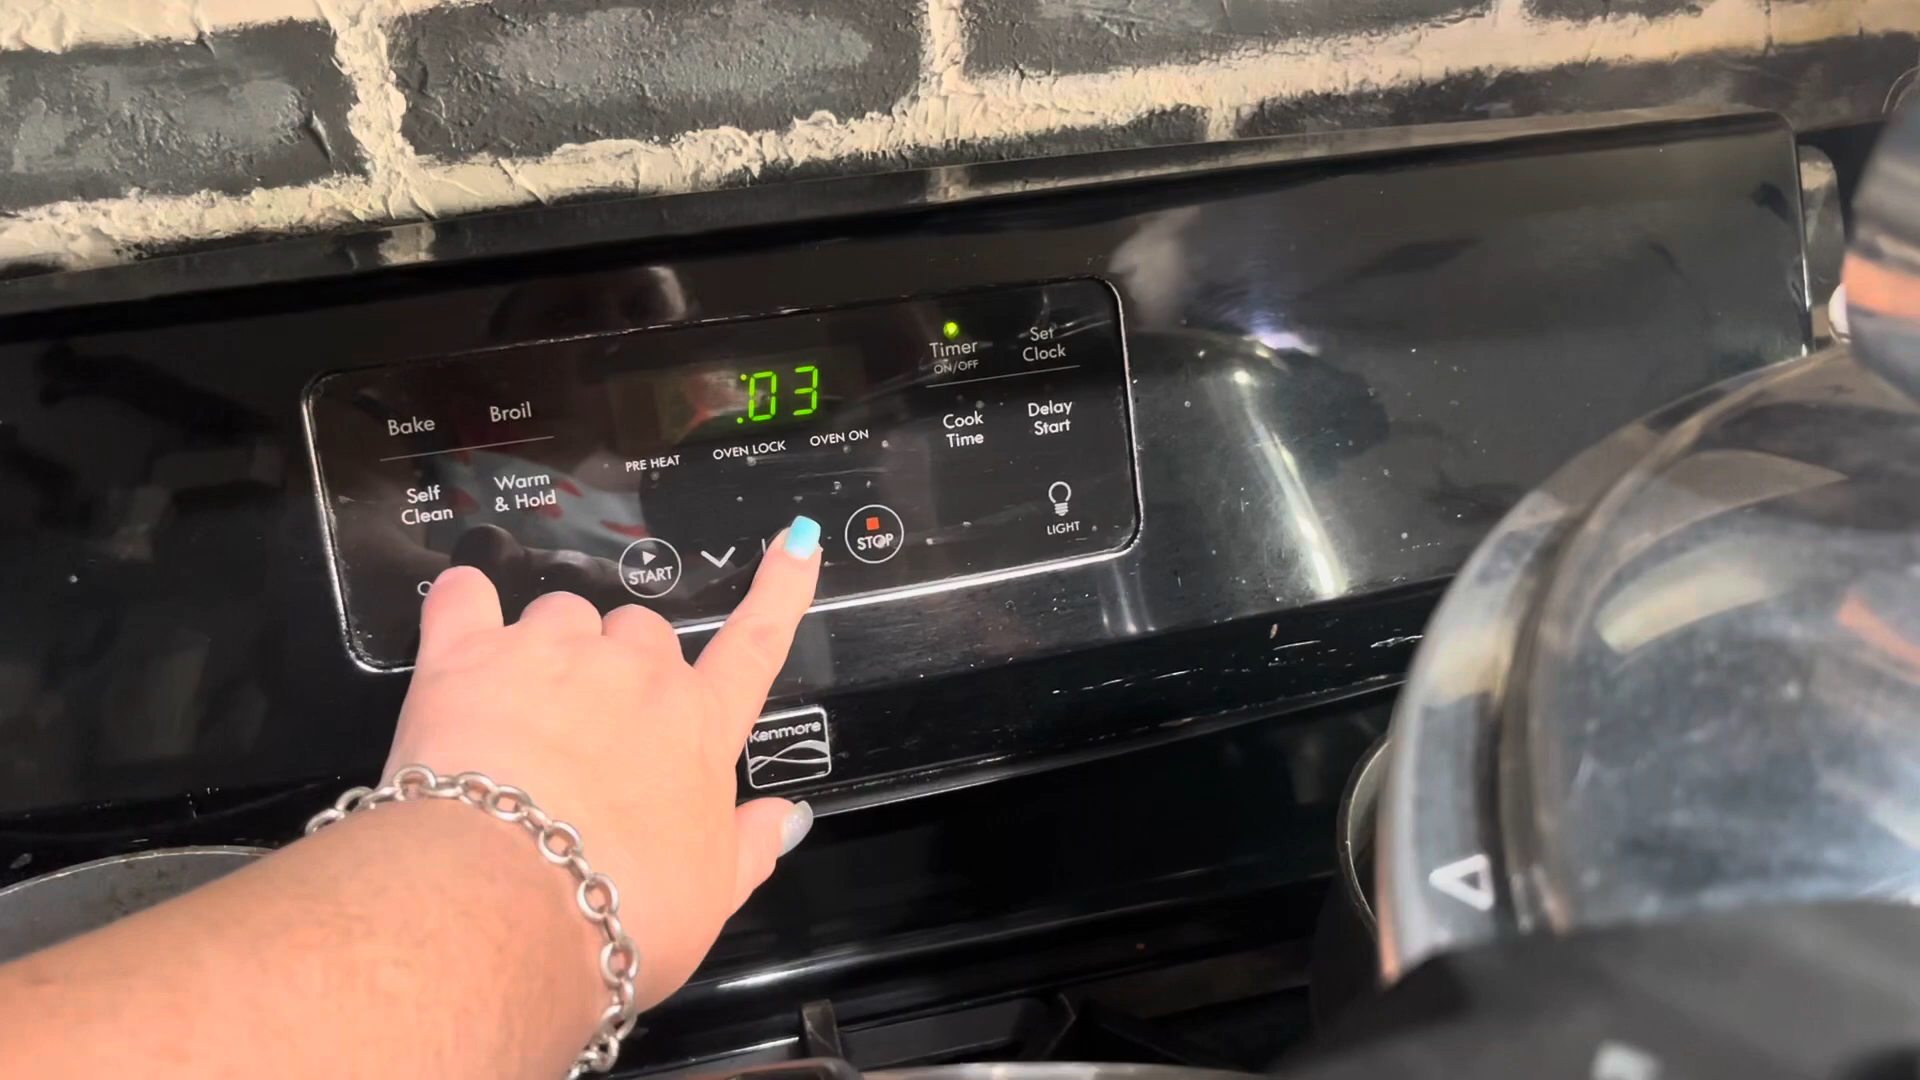 :03
Timer
ON/OFF
Set
Clock
Bake
Broil
PRE HEAT
OVEN LOCK
OVEN ON
Cook
Time
Delay
Start
Self
Clean
Warm
& Hold
START
STOP
LIGHT
Kenmore